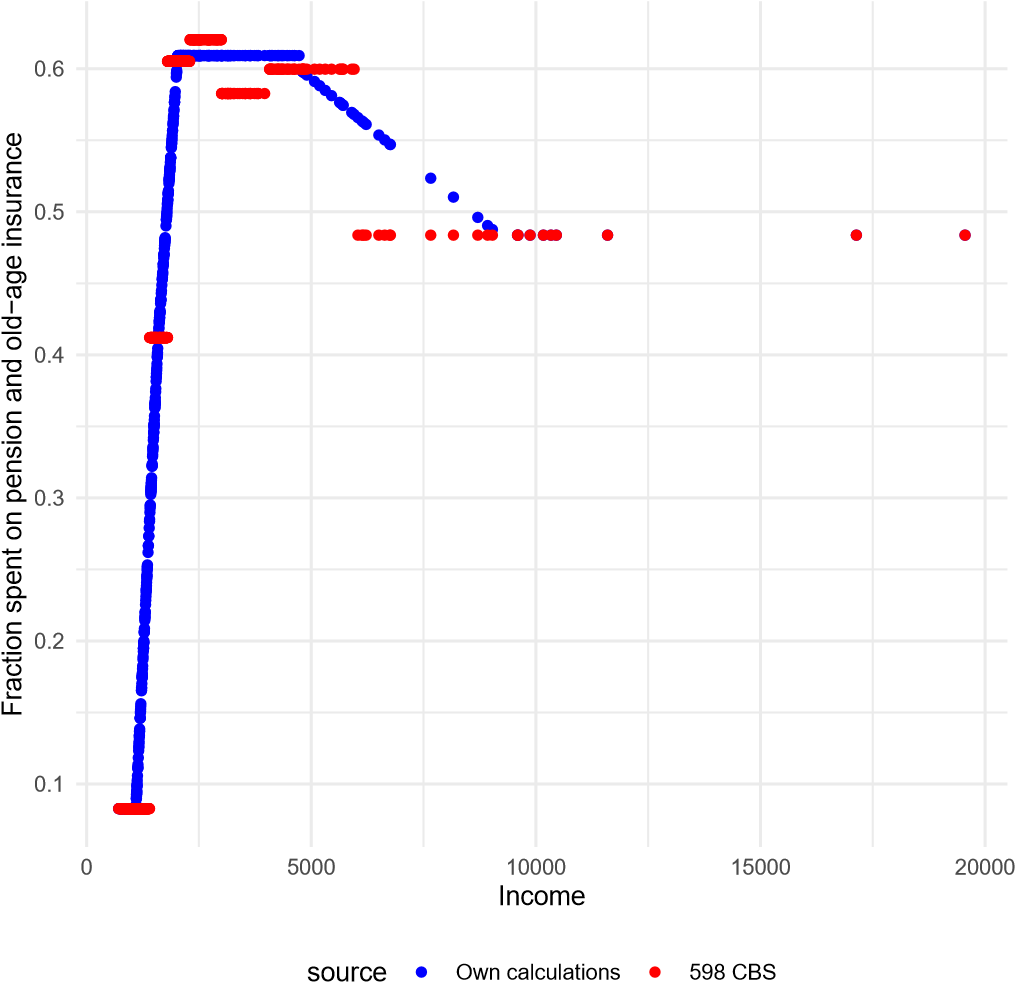 Fraction spent on pension and old−age insurance
0.6
0.5
0.4
0.3
0.2
0.1
0 5000 10000 15000 20000
Income
source Own calculations 598 CBS